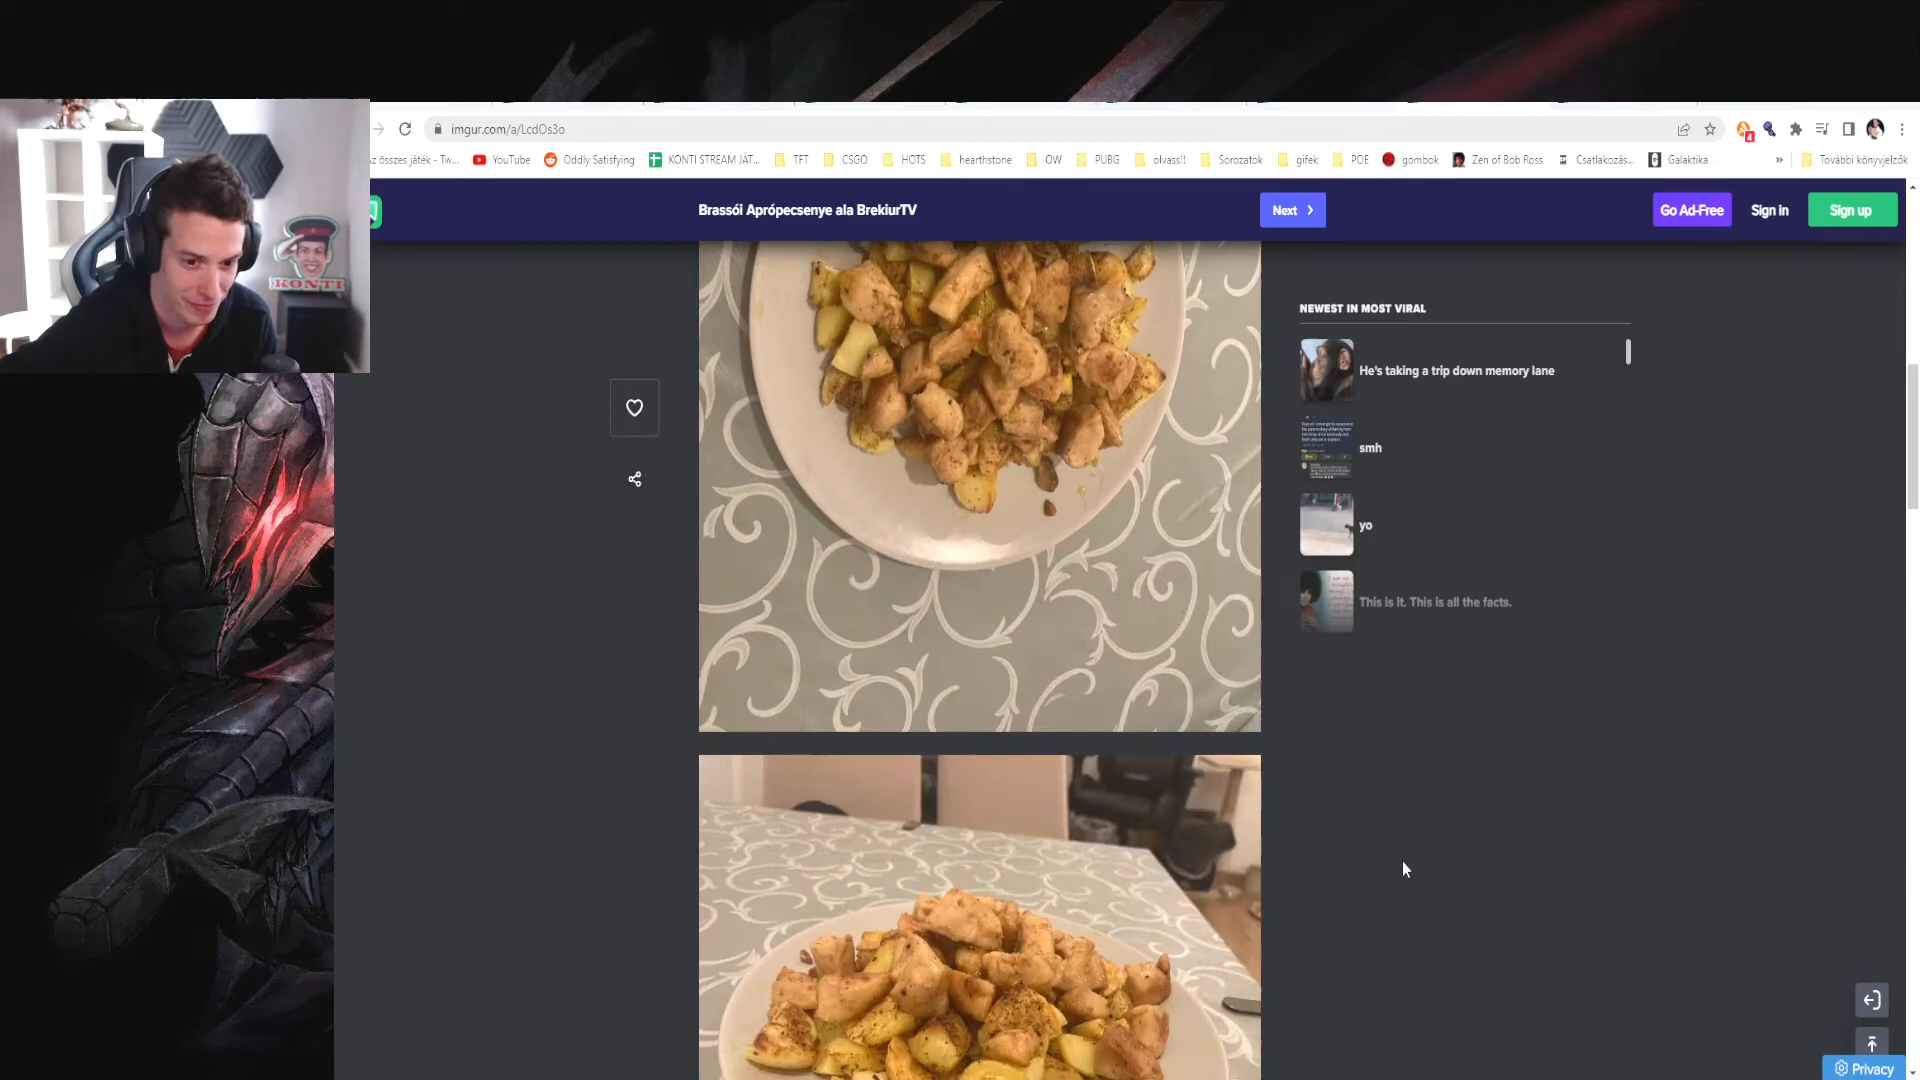 imgur.com/a/LcdOs3o
az összes játék - Tw...
YouTube
Oddly Satisfying
KONTI STREAM JÁT...
TFT
CSGO
HOTS
hearthstone
OW
PUBG
olvass!!
Sorozatok
gifek
POE
gombok
Zen of Bob Ross
Csatlakozás...
Galaktika
»
További könyvjelzők
Brassói Aprópecsenye ala BrekiurTV
Next
Go Ad-Free
Sign in
Sign up
KONTI
NEWEST IN MOST VIRAL
He's taking a trip down memory lane
smh
yo
This is it. This is all the facts.
Privacy